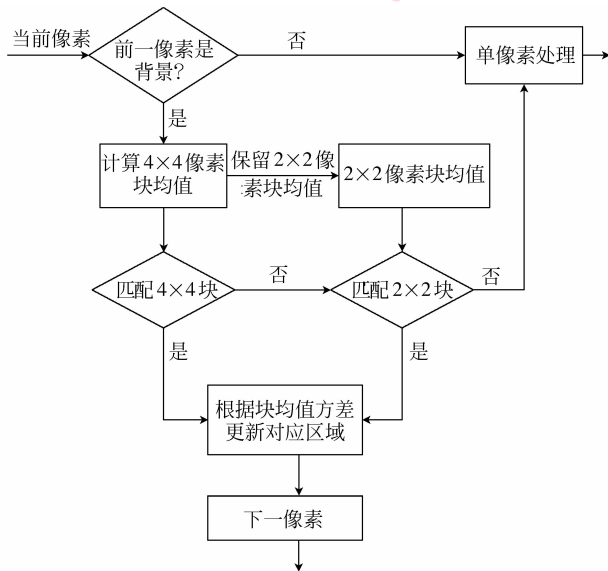 当前像素
前一像素是
背景?
否
单像素处理
是
计算4×4像素
块均值
保留2×2像
素块均值
2×2像素块均值
匹配4×4块
否
匹配2×2块
否
是
是
根据块均值方差
更新对应区域
下一像素